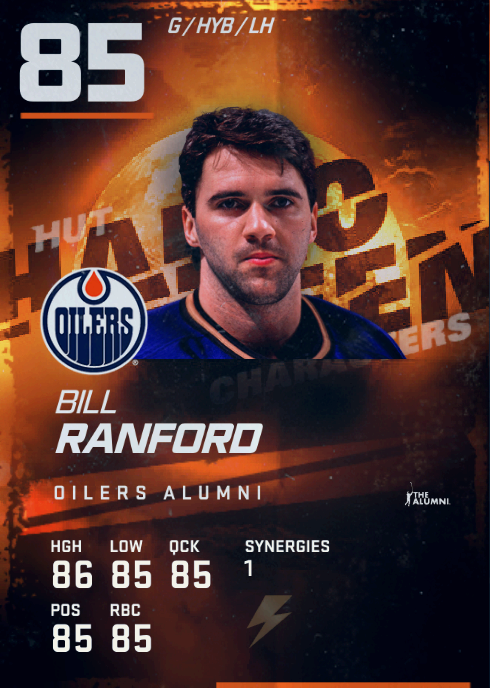 85
G / HYB / LH
HUT
CHARACTERS
OILERS
BILL
RANFORD
OILERS ALUMNI
THE
ALUMNI
HGH LOW QCK SYNERGIES
86 85 85 1
POS RBC
85 85